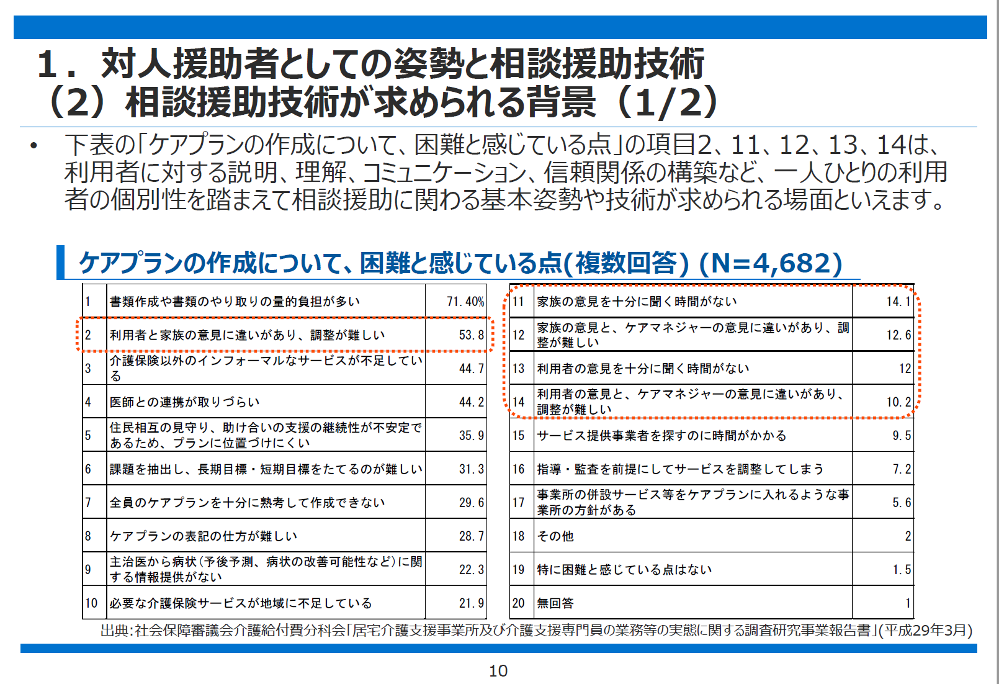 1．対人援助者としての姿勢と相談援助技術
（2）相談援助技術が求められる背景（1/2）
• 下表の「ケアプランの作成について、困難と感じている点」の項目2、11、12、13、14は、
利用者に対する説明、理解、コミュニケーション、信頼関係の構築など、一人ひとりの利用
者の個別性を踏まえて相談援助に関わる基本姿勢や技術が求められる場面といえます。
ケアプランの作成について、困難と感じている点(複数回答) (N=4,682)
1 書類作成や書類のやり取りの量的負担が多い 71.40%
2 利用者と家族の意見に違いがあり、調整が難しい 53.8
3 介護保険以外のインフォーマルなサービスが不足してい
る 44.7
4 医師との連携が取りづらい 44.2
5 住民相互の見守り、助け合いの支援の継続性が不安定で
あるため、プランに位置づけにくい 35.9
6 課題を抽出し、長期目標・短期目標をたてるのが難しい 31.3
7 全員のケアプランを十分に熟考して作成できない 29.6
8 ケアプランの表記の仕方が難しい 28.7
9 主治医から病状(予後予測、病状の改善可能性など)に関
する情報提供がない 22.3
10 必要な介護保険サービスが地域に不足している 21.9
11 家族の意見を十分に聞く時間がない 14.1
12 家族の意見と、ケアマネジャーの意見に違いがあり、調
整が難しい 12.6
13 利用者の意見を十分に聞く時間がない 12
14 利用者の意見と、ケアマネジャーの意見に違いがあり、
調整が難しい 10.2
15 サービス提供事業者を探すのに時間がかかる 9.5
16 指導・監査を前提にしてサービスを調整してしまう 7.2
17 事業所の併設サービス等をケアプランに入れるような事
業所の方針がある 5.6
18 その他 2
19 特に困難と感じている点はない 1.5
20 無回答 1
出典:社会保障審議会介護給付費分科会「居宅介護支援事業所及び介護支援専門員の業務等の実態に関する調査研究事業報告書」(平成29年3月)
10